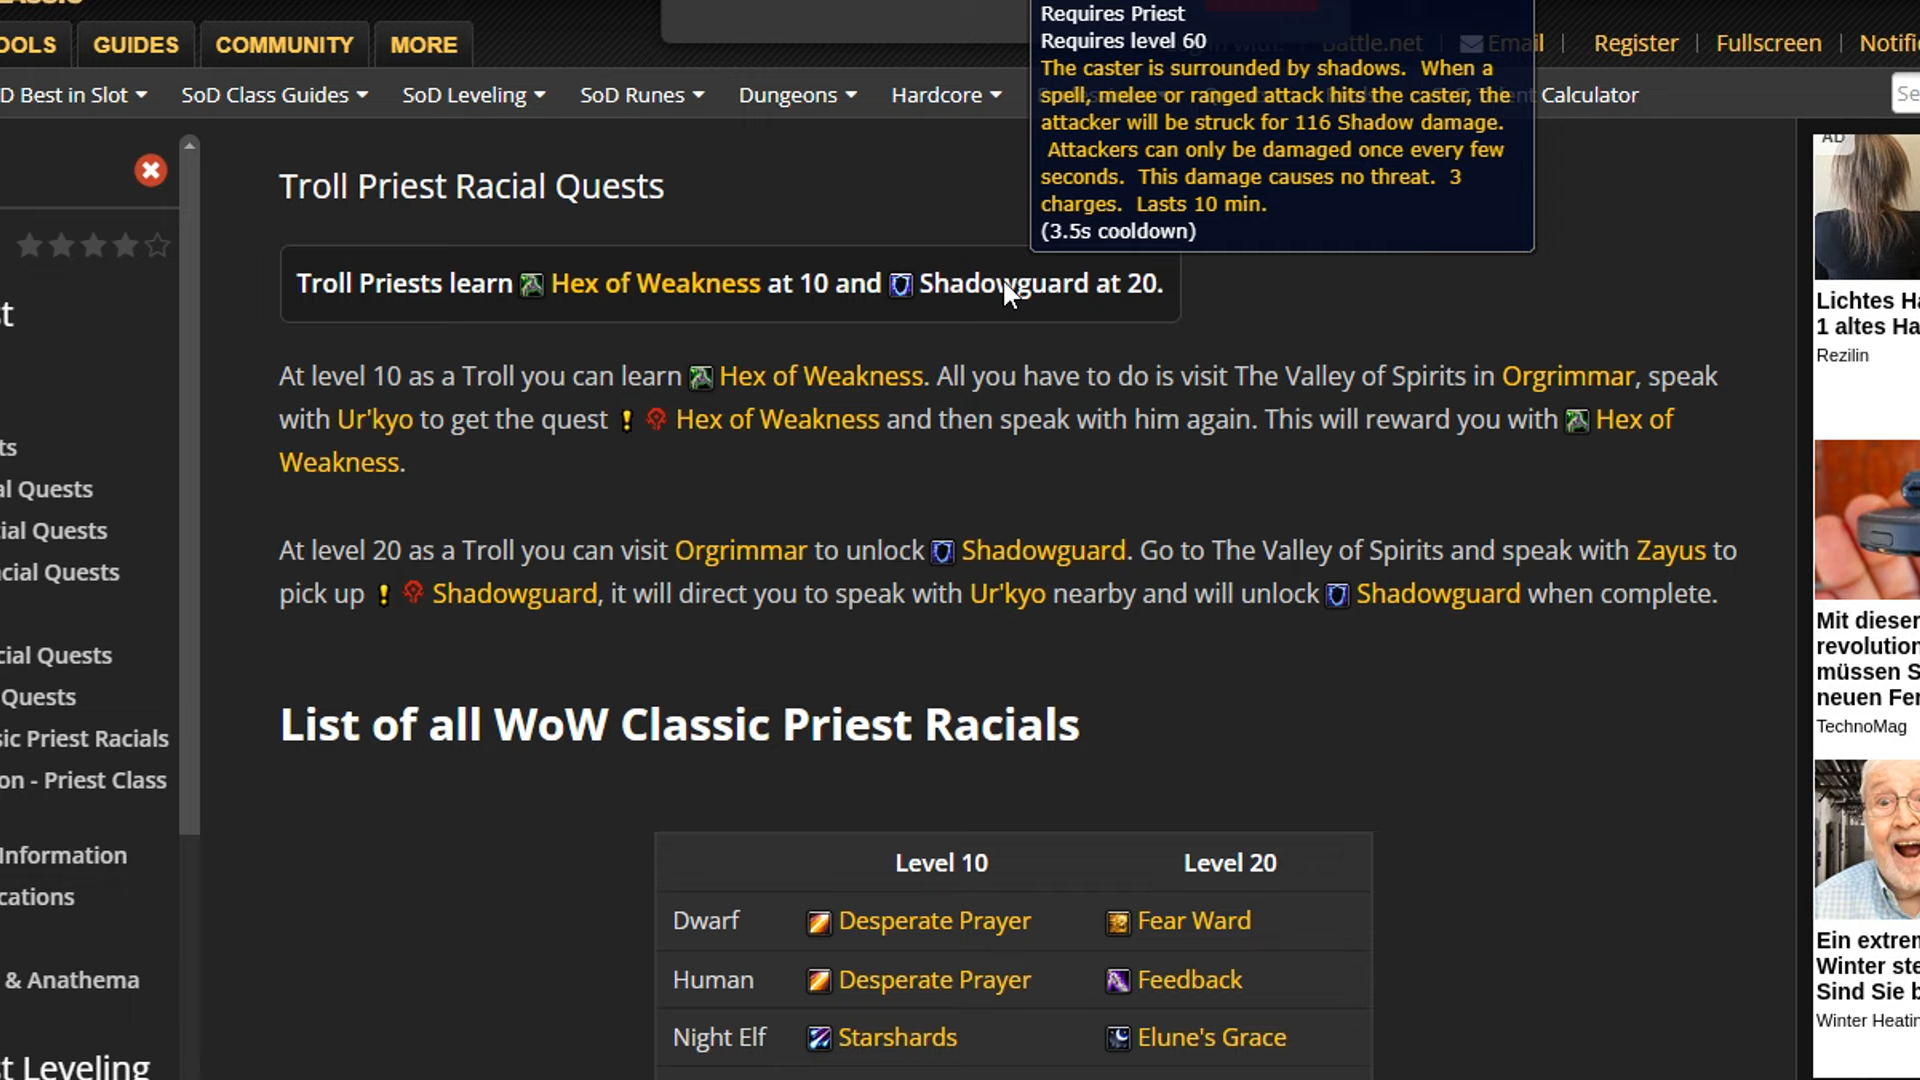 OOLS GUIDES COMMUNITY MORE
Battle.net Email Register Fullscreen Notifi
D Best in Slot SoD Class Guides SoD Leveling SoD Runes Dungeons Hardcore Calculator
Se
Requires Priest
Requires level 60
The caster is surrounded by shadows. When a
spell, melee or ranged attack hits the caster, the
attacker will be struck for 116 Shadow damage.
Attackers can only be damaged once every few
seconds. This damage causes no threat. 3
charges. Lasts 10 min.
(3.5s cooldown)
t
ts
al Quests
ial Quests
cial Quests
cial Quests
Quests
sic Priest Racials
on - Priest Class
Information
cations
& Anathema
t Leveling
Troll Priest Racial Quests
Troll Priests learn Hex of Weakness at 10 and Shadowguard at 20.
At level 10 as a Troll you can learn Hex of Weakness. All you have to do is visit The Valley of Spirits in Orgrimmar, speak
with Ur'kyo to get the quest Hex of Weakness and then speak with him again. This will reward you with Hex of
Weakness.
At level 20 as a Troll you can visit Orgrimmar to unlock Shadowguard. Go to The Valley of Spirits and speak with Zayus to
pick up Shadowguard, it will direct you to speak with Ur'kyo nearby and will unlock Shadowguard when complete.
List of all WoW Classic Priest Racials
Level 10 Level 20
Dwarf Desperate Prayer Fear Ward
Human Desperate Prayer Feedback
Night Elf Starshards Elune's Grace
AD
Lichtes Ha
1 altes Ha
Rezilin
Mit dieser
revolution
müssen S
neuen Fer
TechnoMag
Ein extrem
Winter ste
Sind Sie b
Winter Heatin